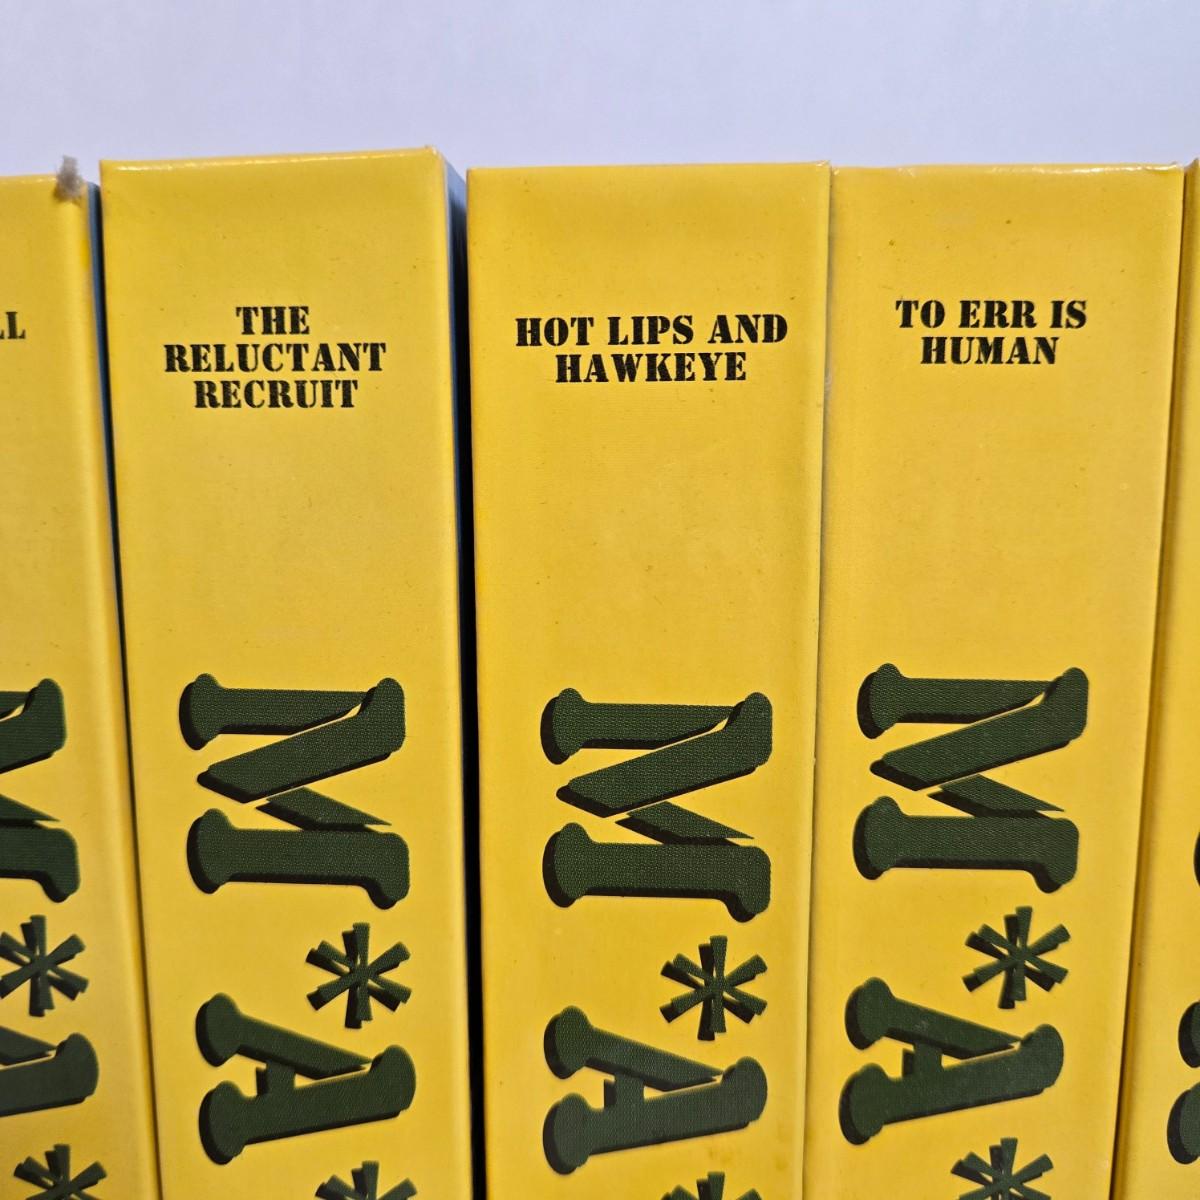 THE
RELUCTANT
RECRUIT
M*A*
HOT LIPS AND
HAWKEYE
M*A*
TO ERR IS
HUMAN
M*A*
M*A*